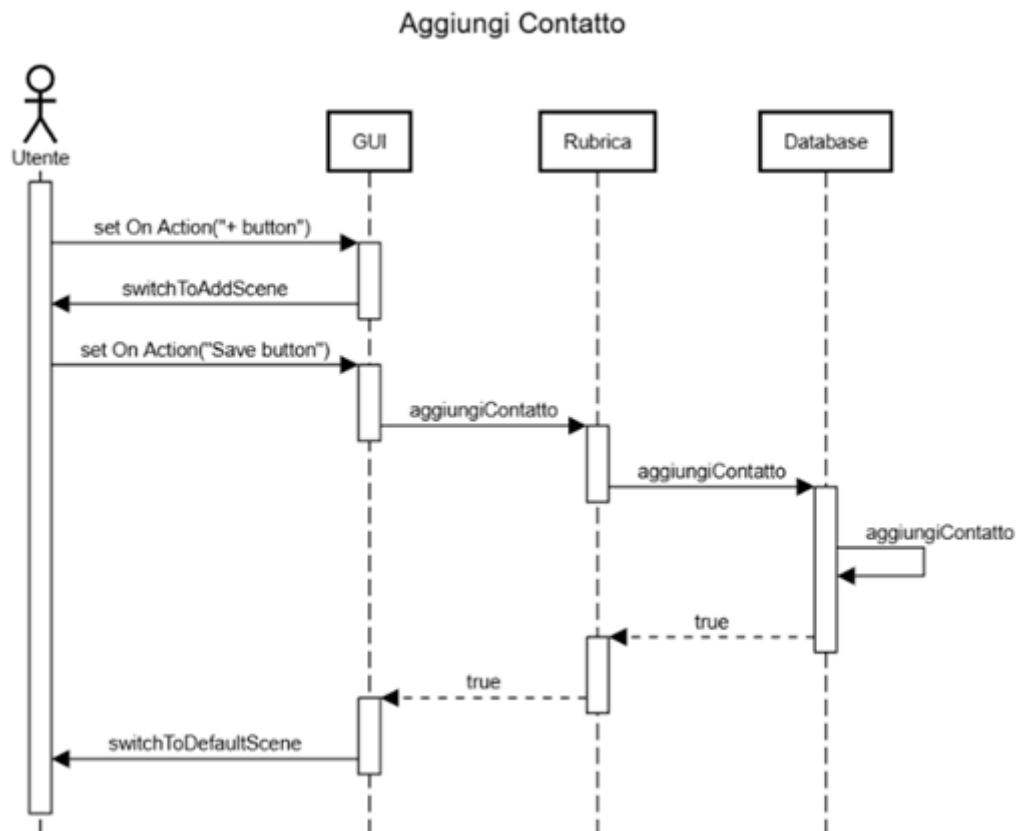 Aggiungi Contatto
Utente
GUI
Rubrica
Database
set On Action("+ button")
switchToAddScene
set On Action("Save button")
aggiungiContatto
aggiungiContatto
aggiungiContatto
true
true
switchToDefaultScene